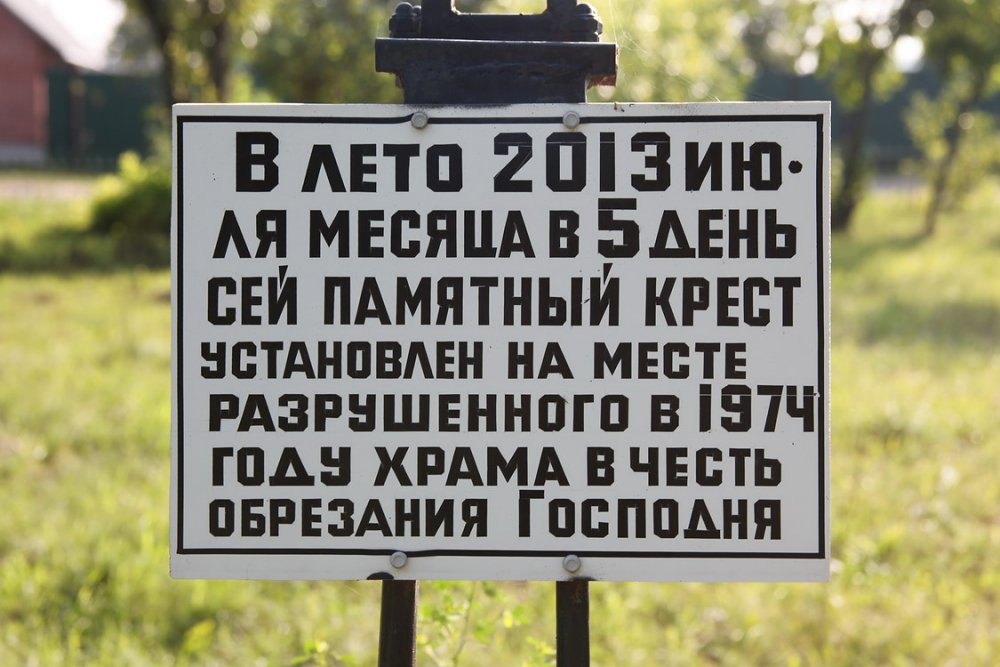 В ЛЕТО 2013 ИЮ-
ЛЯ МЕСЯЦА В 5 ДЕНЬ
СЕЙ ПАМЯТНЫЙ КРЕСТ
УСТАНОВЛЕН НА МЕСТЕ
РАЗРУШЕННОГО В 1974
ГОДУ ХРАМА В ЧЕСТЬ
ОБРЕЗАНИЯ ГОСПОДНЯ